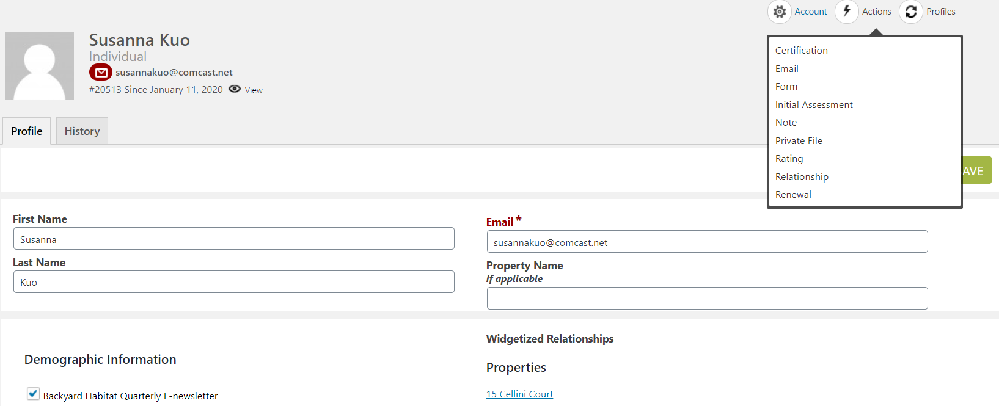 Account
Actions
Profiles
Susanna Kuo
Individual
susannakuo@comcast.net
#20513 Since January 11, 2020 View
Certification
Email
Form
Initial Assessment
Note
Private File
Rating
Relationship
Renewal
Profile
History
AVE
First Name
Susanna
Last Name
Kuo
Email *
susannakuo@comcast.net
Property Name
If applicable
Demographic Information
Backyard Habitat Quarterly E-newsletter
Widgetized Relationships
Properties
15 Cellini Court